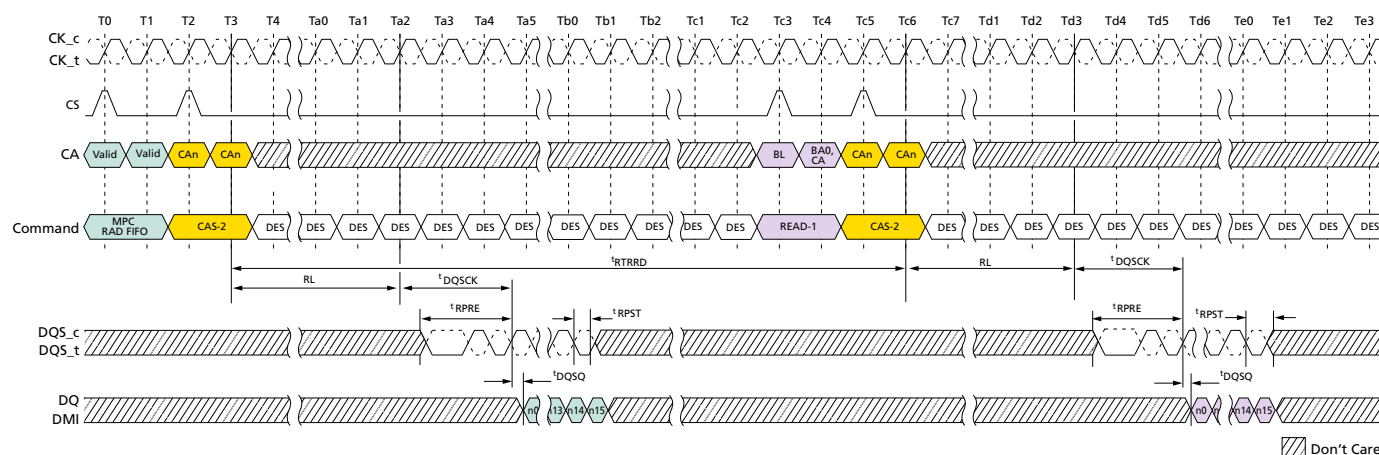 T0 T1 T2 T3 T4 Ta0 Ta1 Ta2 Ta3 Ta4 Ta5 Tb0 Tb1 Tb2 Tc1 Tc2 Tc3 Tc4 Tc5 Tc6 Tc7 Td1 Td2 Td3 Td4 Td5 Td6 Te0 Te1 Te2 Te3
CK_c
CK_t
CS
CA Valid Valid CAn CAn BL BA0, CA CAn CAn
Command MPC RAD FIFO CAS-2 DES DES DES DES DES DES DES DES DES DES DES DES READ-1 CAS-2 DES DES DES DES DES DES DES DES DES DES DES
tRTRRD
RL tDQSCK RL tDQSCK
tRPRE tRPST tRPRE tRPST
DQS_c
DQS_t
tDQSQ tDQSQ
DQ
DMI
n0 n13 n14 n15 n0 n n14 n15
Don't Care